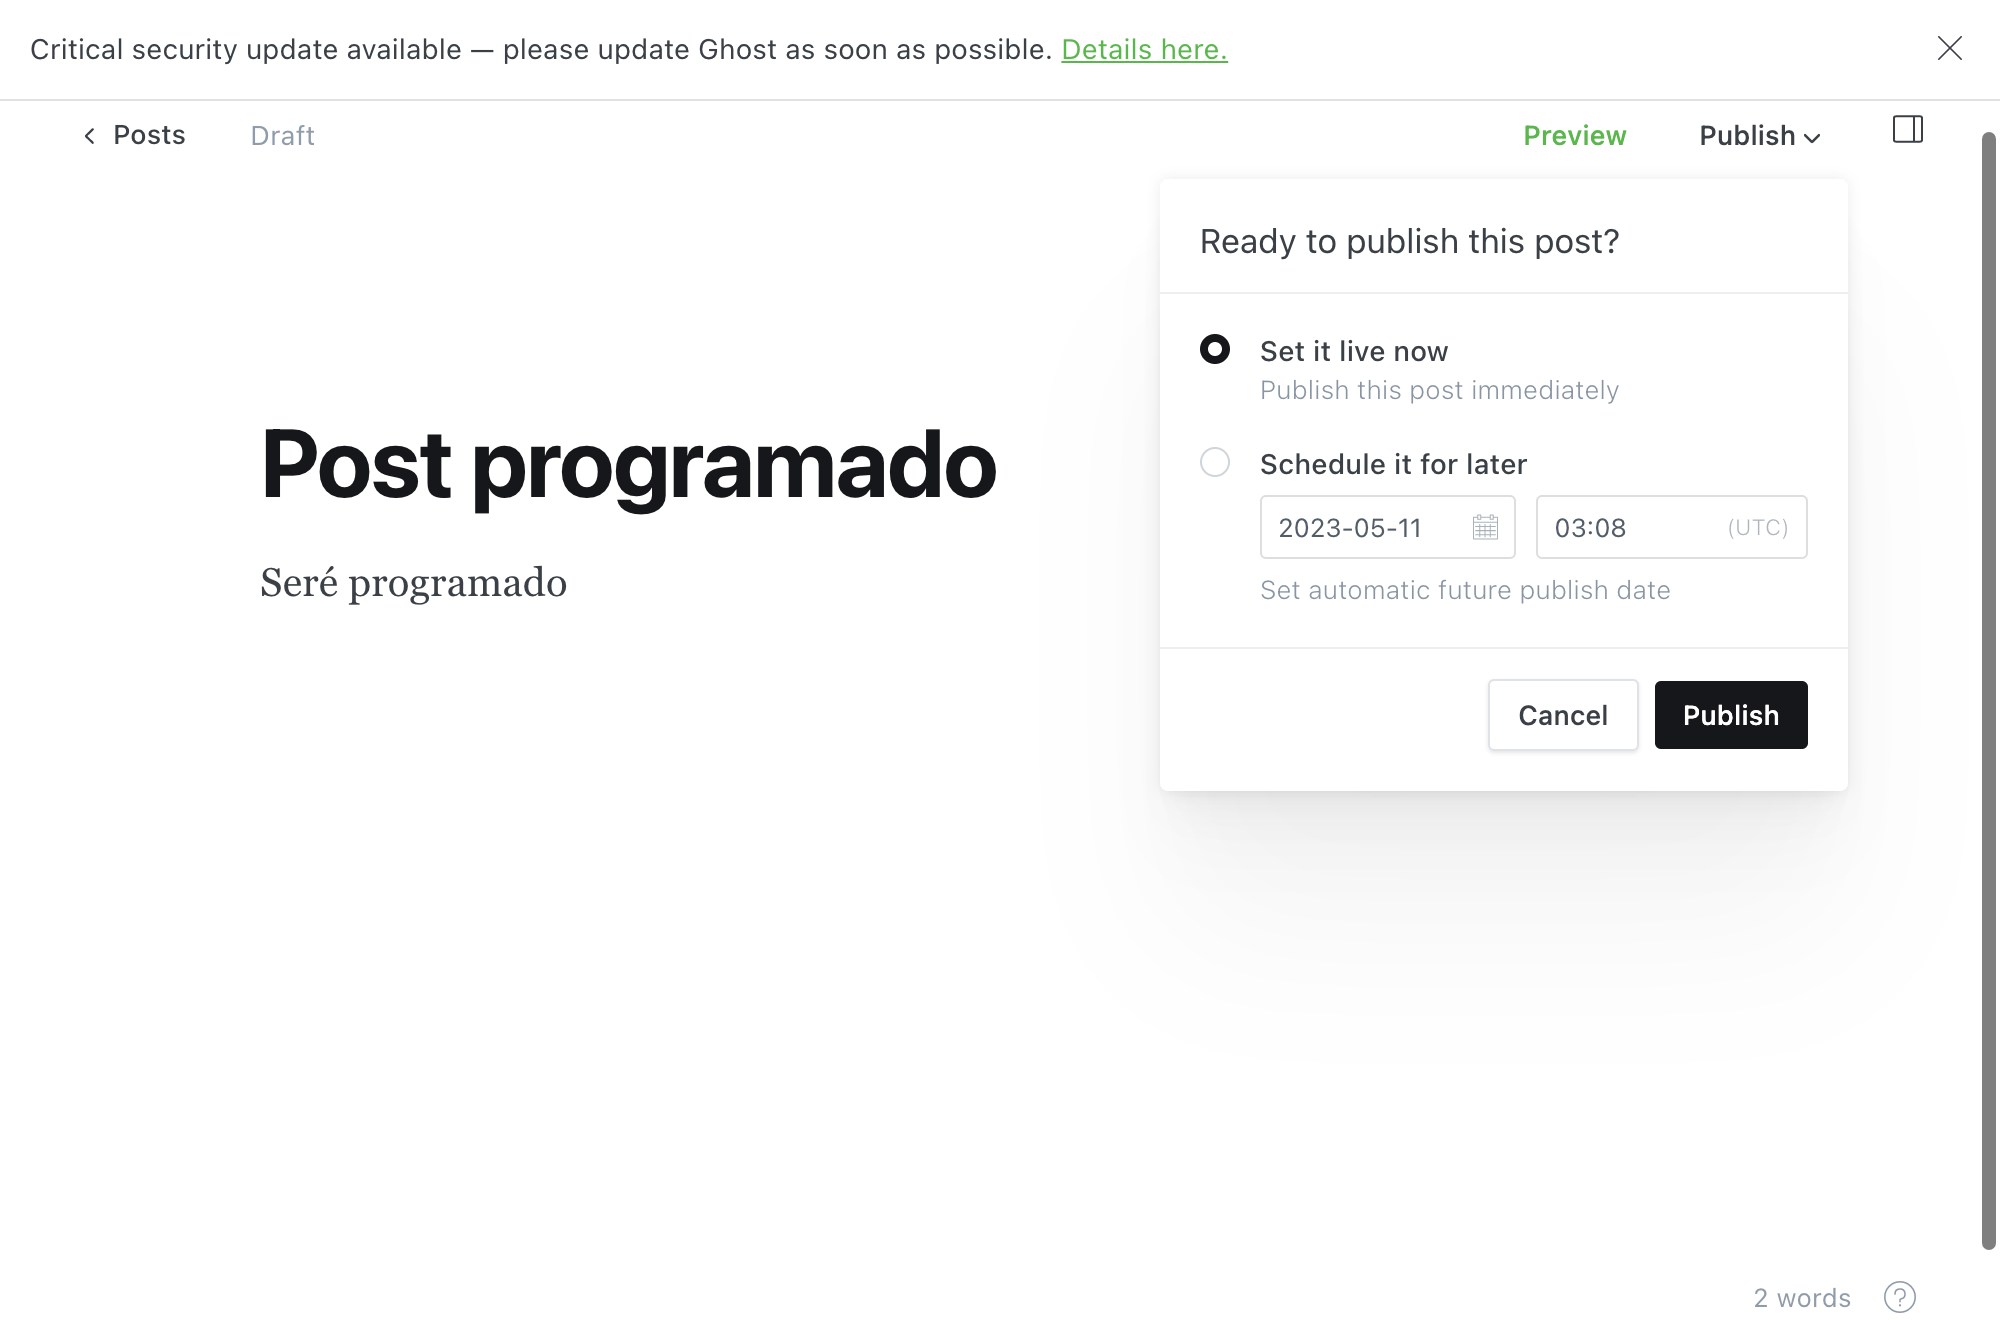 Critical security update available — please update Ghost as soon as possible. Details here.
Posts
Draft
Preview
Publish
Ready to publish this post?
Set it live now
Publish this post immediately
Schedule it for later
2023-05-11
03:08
(UTC)
Set automatic future publish date
Cancel
Publish
Post programado
Seré programado
2 words
?